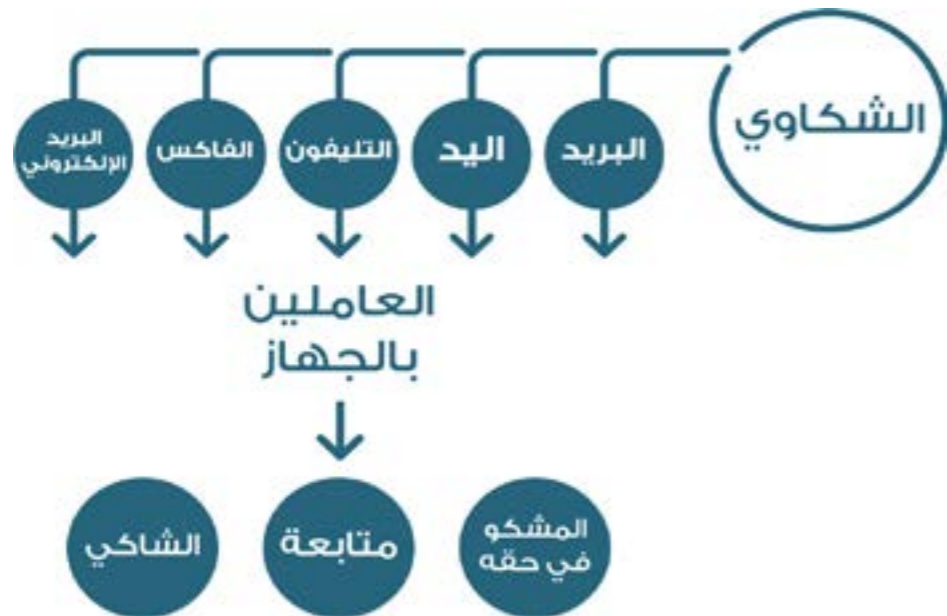 الشكاوي
البريد
اليد
التليفون
الفاكس
البريد
الإلكتروني
العاملين
بالجهاز
المشكو
في حقه
متابعة
الشاكي